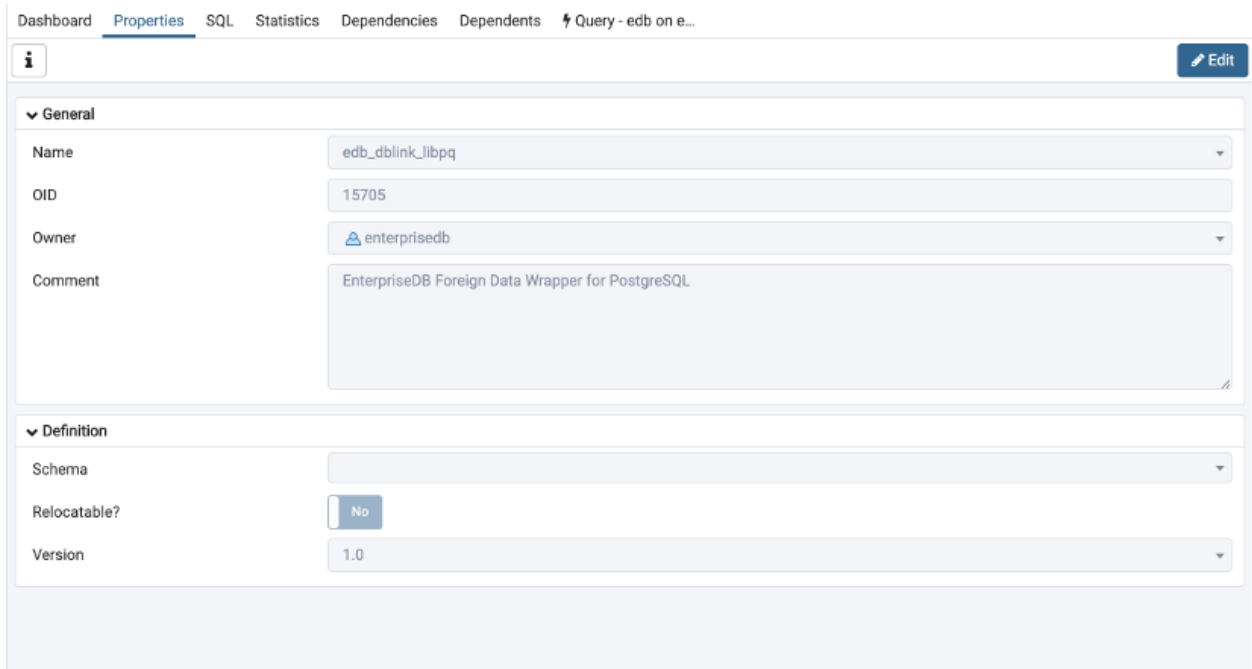 Dashboard Properties SQL Statistics Dependencies Dependents Query - edb on e...
i Edit
General
Name edb_dblink_libpq
OID 15705
Owner enterprisedb
Comment EnterpriseDB Foreign Data Wrapper for PostgreSQL
Definition
Schema
Relocatable? No
Version 1.0